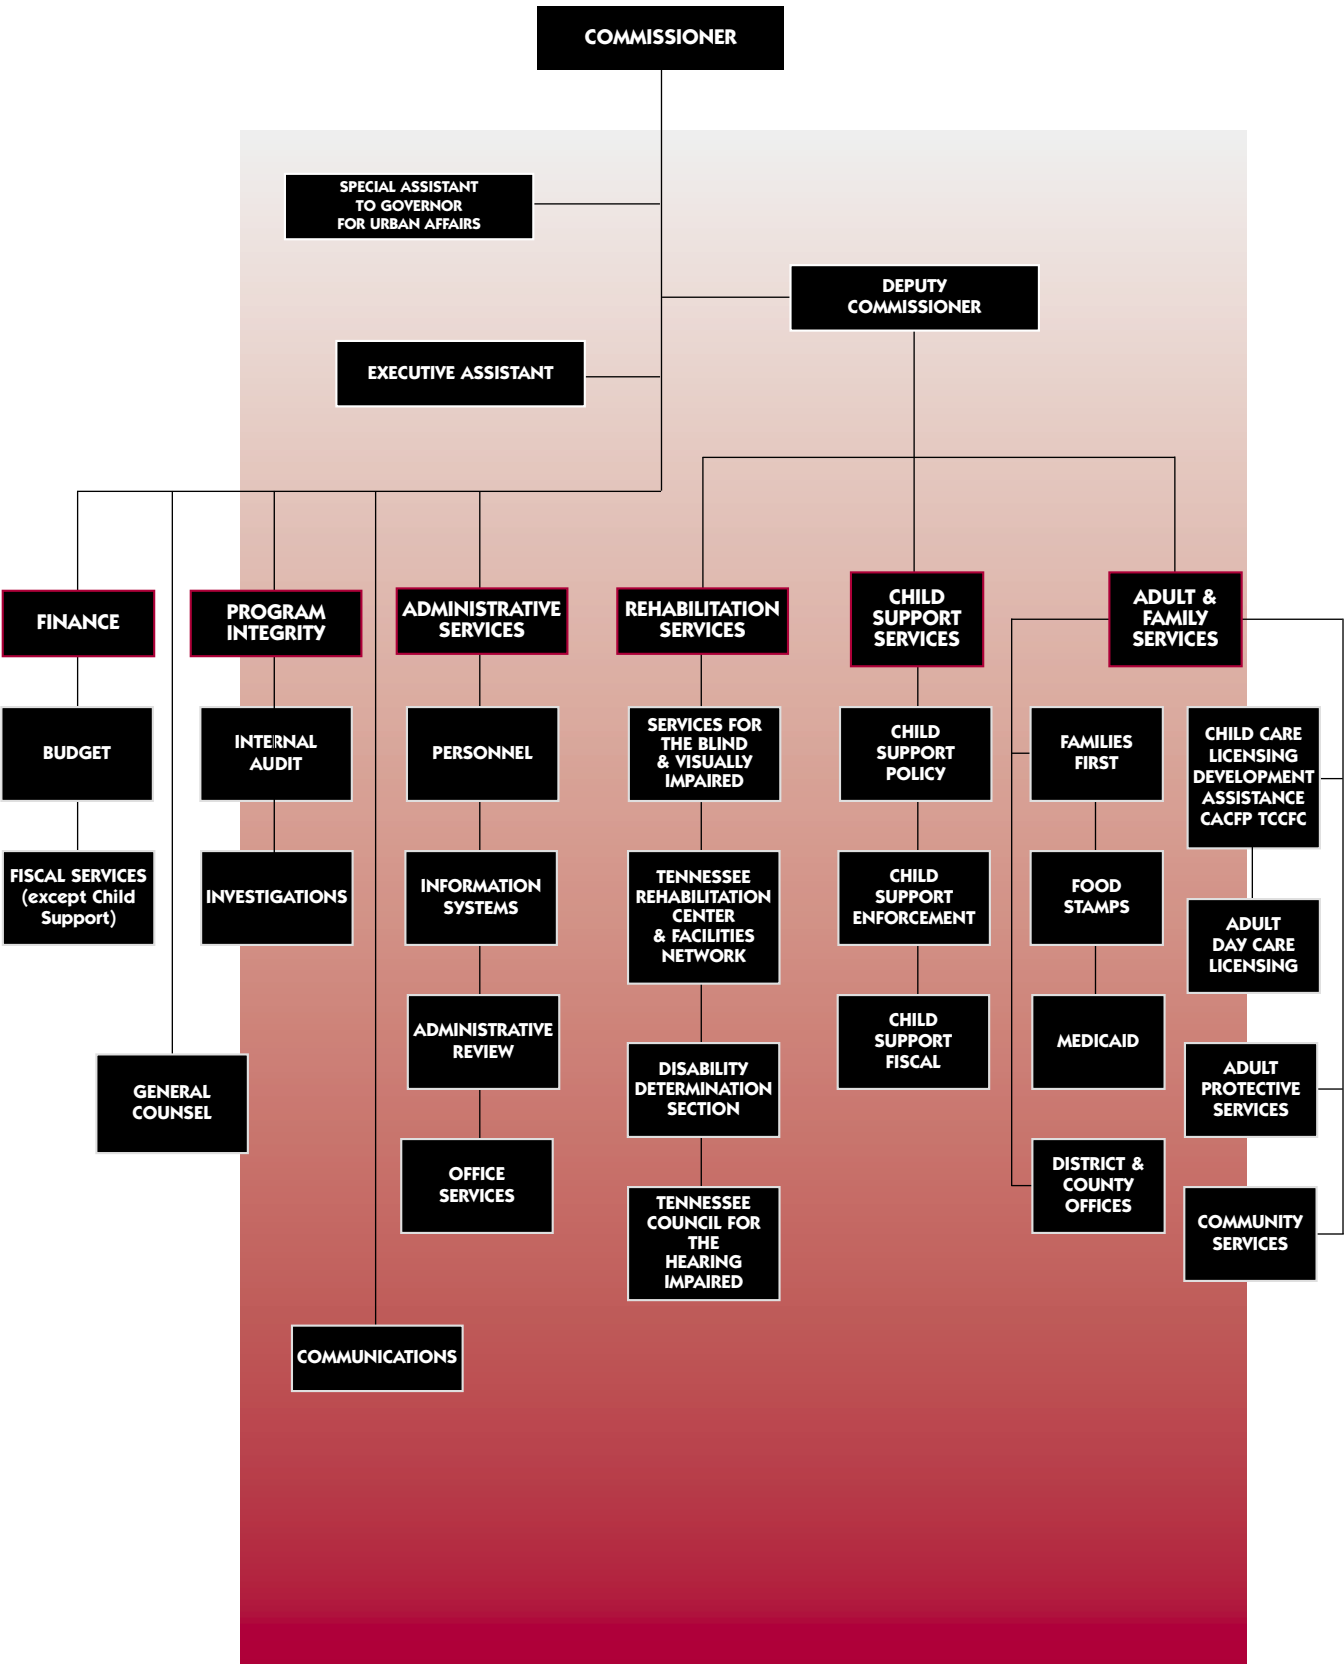 COMMISSIONER
SPECIAL ASSISTANT
TO GOVERNOR
FOR URBAN AFFAIRS
DEPUTY
COMMISSIONER
EXECUTIVE ASSISTANT
FINANCE
PROGRAM
INTEGRITY
ADMINISTRATIVE
SERVICES
REHABILITATION
SERVICES
CHILD
SUPPORT
SERVICES
ADULT &
FAMILY
SERVICES
BUDGET
INTERNAL
AUDIT
PERSONNEL
SERVICES FOR
THE BLIND
& VISUALLY
IMPAIRED
CHILD
SUPPORT
POLICY
FAMILIES
FIRST
CHILD CARE
LICENSING
DEVELOPMENT
ASSISTANCE
CACFP TCCFC
FISCAL SERVICES
(except Child
Support)
INVESTIGATIONS
INFORMATION
SYSTEMS
TENNESSEE
REHABILITATION
CENTER
& FACILITIES
NETWORK
CHILD
SUPPORT
ENFORCEMENT
FOOD
STAMPS
ADULT
DAY CARE
LICENSING
ADMINISTRATIVE
REVIEW
CHILD
SUPPORT
FISCAL
MEDICAID
GENERAL
COUNSEL
DISABILITY
DETERMINATION
SECTION
ADULT
PROTECTIVE
SERVICES
OFFICE
SERVICES
TENNESSEE
COUNCIL FOR
THE
HEARING
IMPAIRED
DISTRICT &
COUNTY
OFFICES
COMMUNITY
SERVICES
COMMUNICATIONS